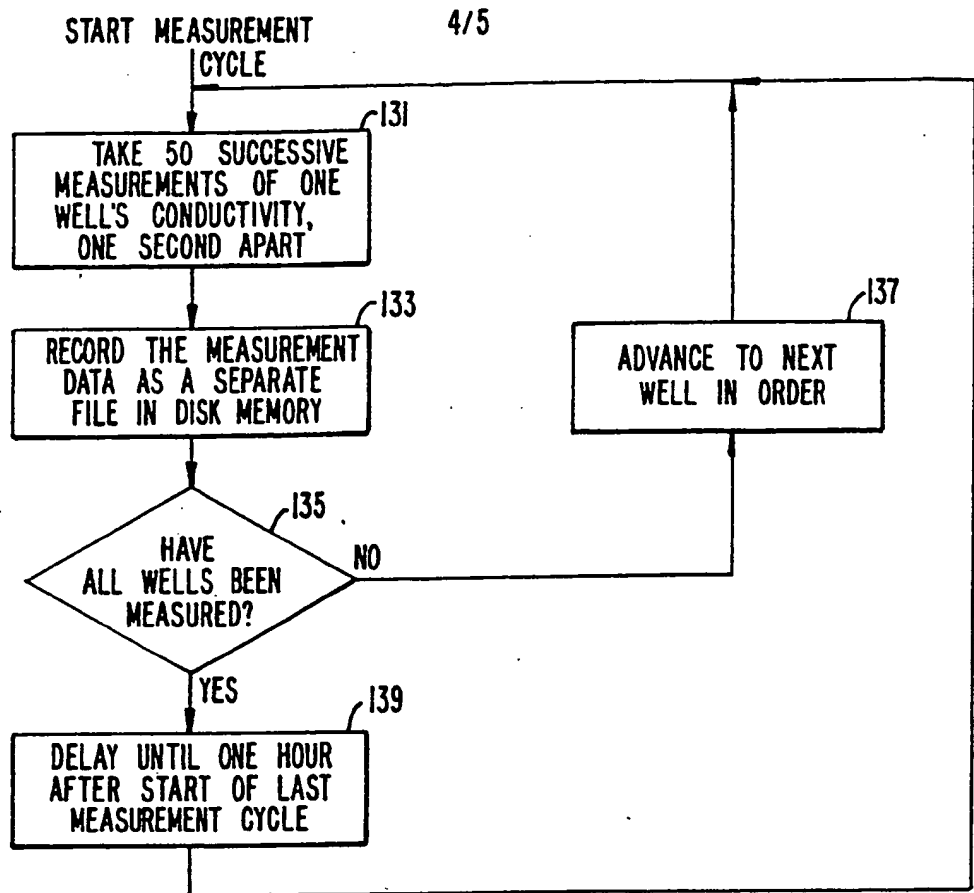 4/5
START MEASUREMENT
CYCLE
131
TAKE 50 SUCCESSIVE
MEASUREMENTS OF ONE
WELL'S CONDUCTIVITY,
ONE SECOND APART
133
RECORD THE MEASUREMENT
DATA AS A SEPARATE
FILE IN DISK MEMORY
137
ADVANCE TO NEXT
WELL IN ORDER
135
HAVE
ALL WELLS BEEN
MEASURED?
NO
YES
139
DELAY UNTIL ONE HOUR
AFTER START OF LAST
MEASUREMENT CYCLE